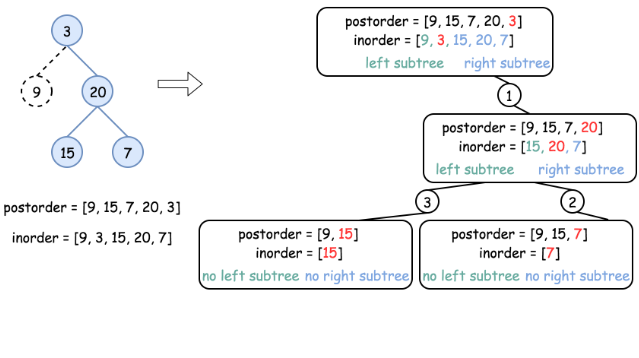 3
9
20
15
7
postorder = [9, 15, 7, 20, 3]
inorder = [9, 3, 15, 20, 7]
postorder = [9, 15, 7, 20, 3]
inorder = [9, 3, 15, 20, 7]
left subtree right subtree
1
postorder = [9, 15, 7, 20]
inorder = [15, 20, 7]
left subtree right subtree
3
2
postorder = [9, 15]
inorder = [15]
no left subtree no right subtree
postorder = [9, 15, 7]
inorder = [7]
no left subtree no right subtree